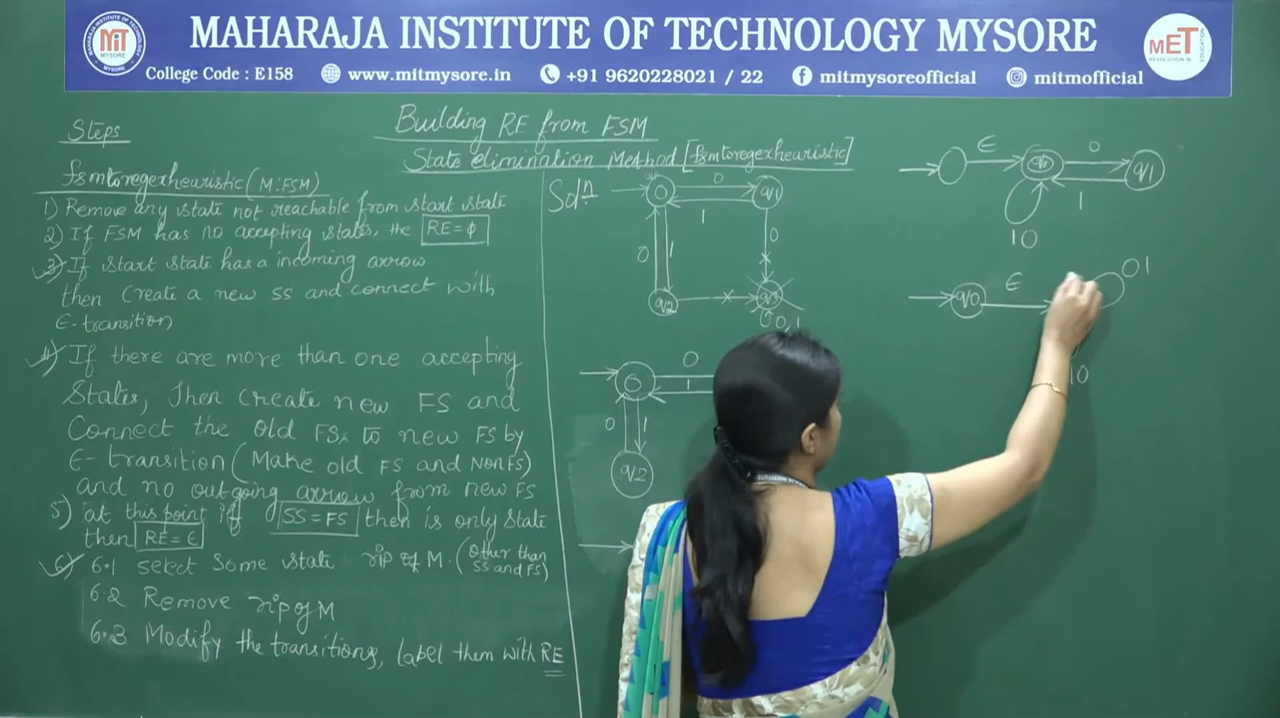 MAHARAJA INSTITUTE OF TECHNOLOGY MYSORE
College Code : E158 www.mitmysore.in +91 9620228021 / 22 mitmysoreofficial mitmofficial
MiT
MYSORE
MET
Building RE from FSM
State elimination Method [fsmtoregexheuristic]
Steps
fsmtoregexheuristic (M:FSM)
1) Remove any state not reachable from start state
2) If FSM has no accepting states, the RE=ϕ
3) If start state has a incoming arrow
then create a new ss and connect with
ϵ-transition
4) If there are more than one accepting
States, Then create new FS and
Connect the old FSs to new FS by
ϵ-transition (Make old FS and NonFS)
and no outgoing arrow from new FS
5) at this point if SS=FS then is only state
then RE=ϵ
6) 6.1 select some state rip of M. (Other than SS and FS)
6.2 Remove rip of M
6.3 Modify the transitions, label them with RE
Soln
0
q1
1
0
1
0
q2
q3
0,1
0
1
0
1
q2
ϵ
q0
0
q1
1
10
q0
ϵ
01
10